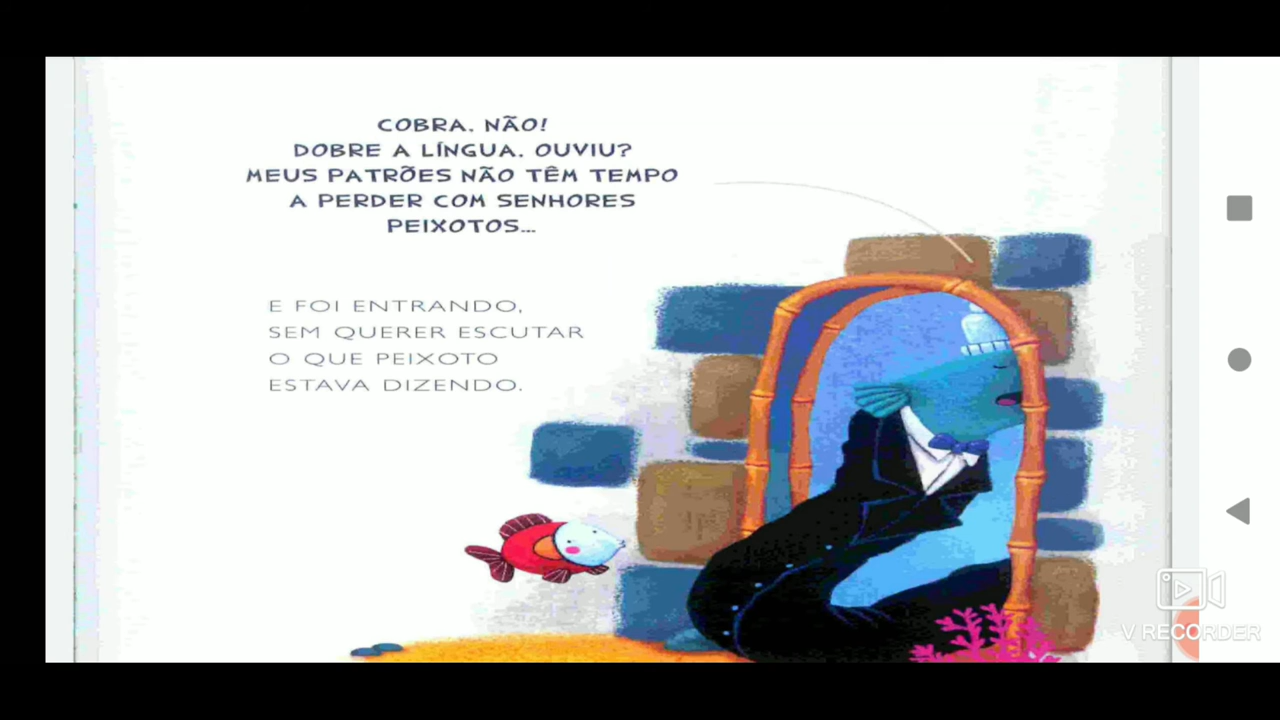 COBRA, NÃO!
DOBRE A LÍNGUA, OUVIU?
MEUS PATRÕES NÃO TÊM TEMPO
A PERDER COM SENHORES
PEIXOTOS...
E FOI ENTRANDO,
SEM QUERER ESCUTAR
O QUE PEIXOTO
ESTAVA DIZENDO.
V RECORDER